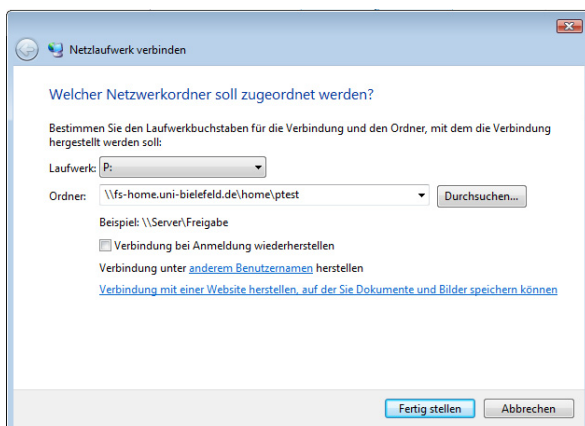 Netzlaufwerk verbinden
Welcher Netzwerkordner soll zugeordnet werden?
Bestimmen Sie den Laufwerkbuchstaben für die Verbindung und den Ordner, mit dem die Verbindung
hergestellt werden soll:
Laufwerk: P:
Ordner: \\fs-home.uni-bielefeld.de\home\ptest Durchsuchen...
Beispiel: \\Server\Freigabe
Verbindung bei Anmeldung wiederherstellen
Verbindung unter anderem Benutzernamen herstellen
Verbindung mit einer Website herstellen, auf der Sie Dokumente und Bilder speichern können
Fertig stellen Abbrechen